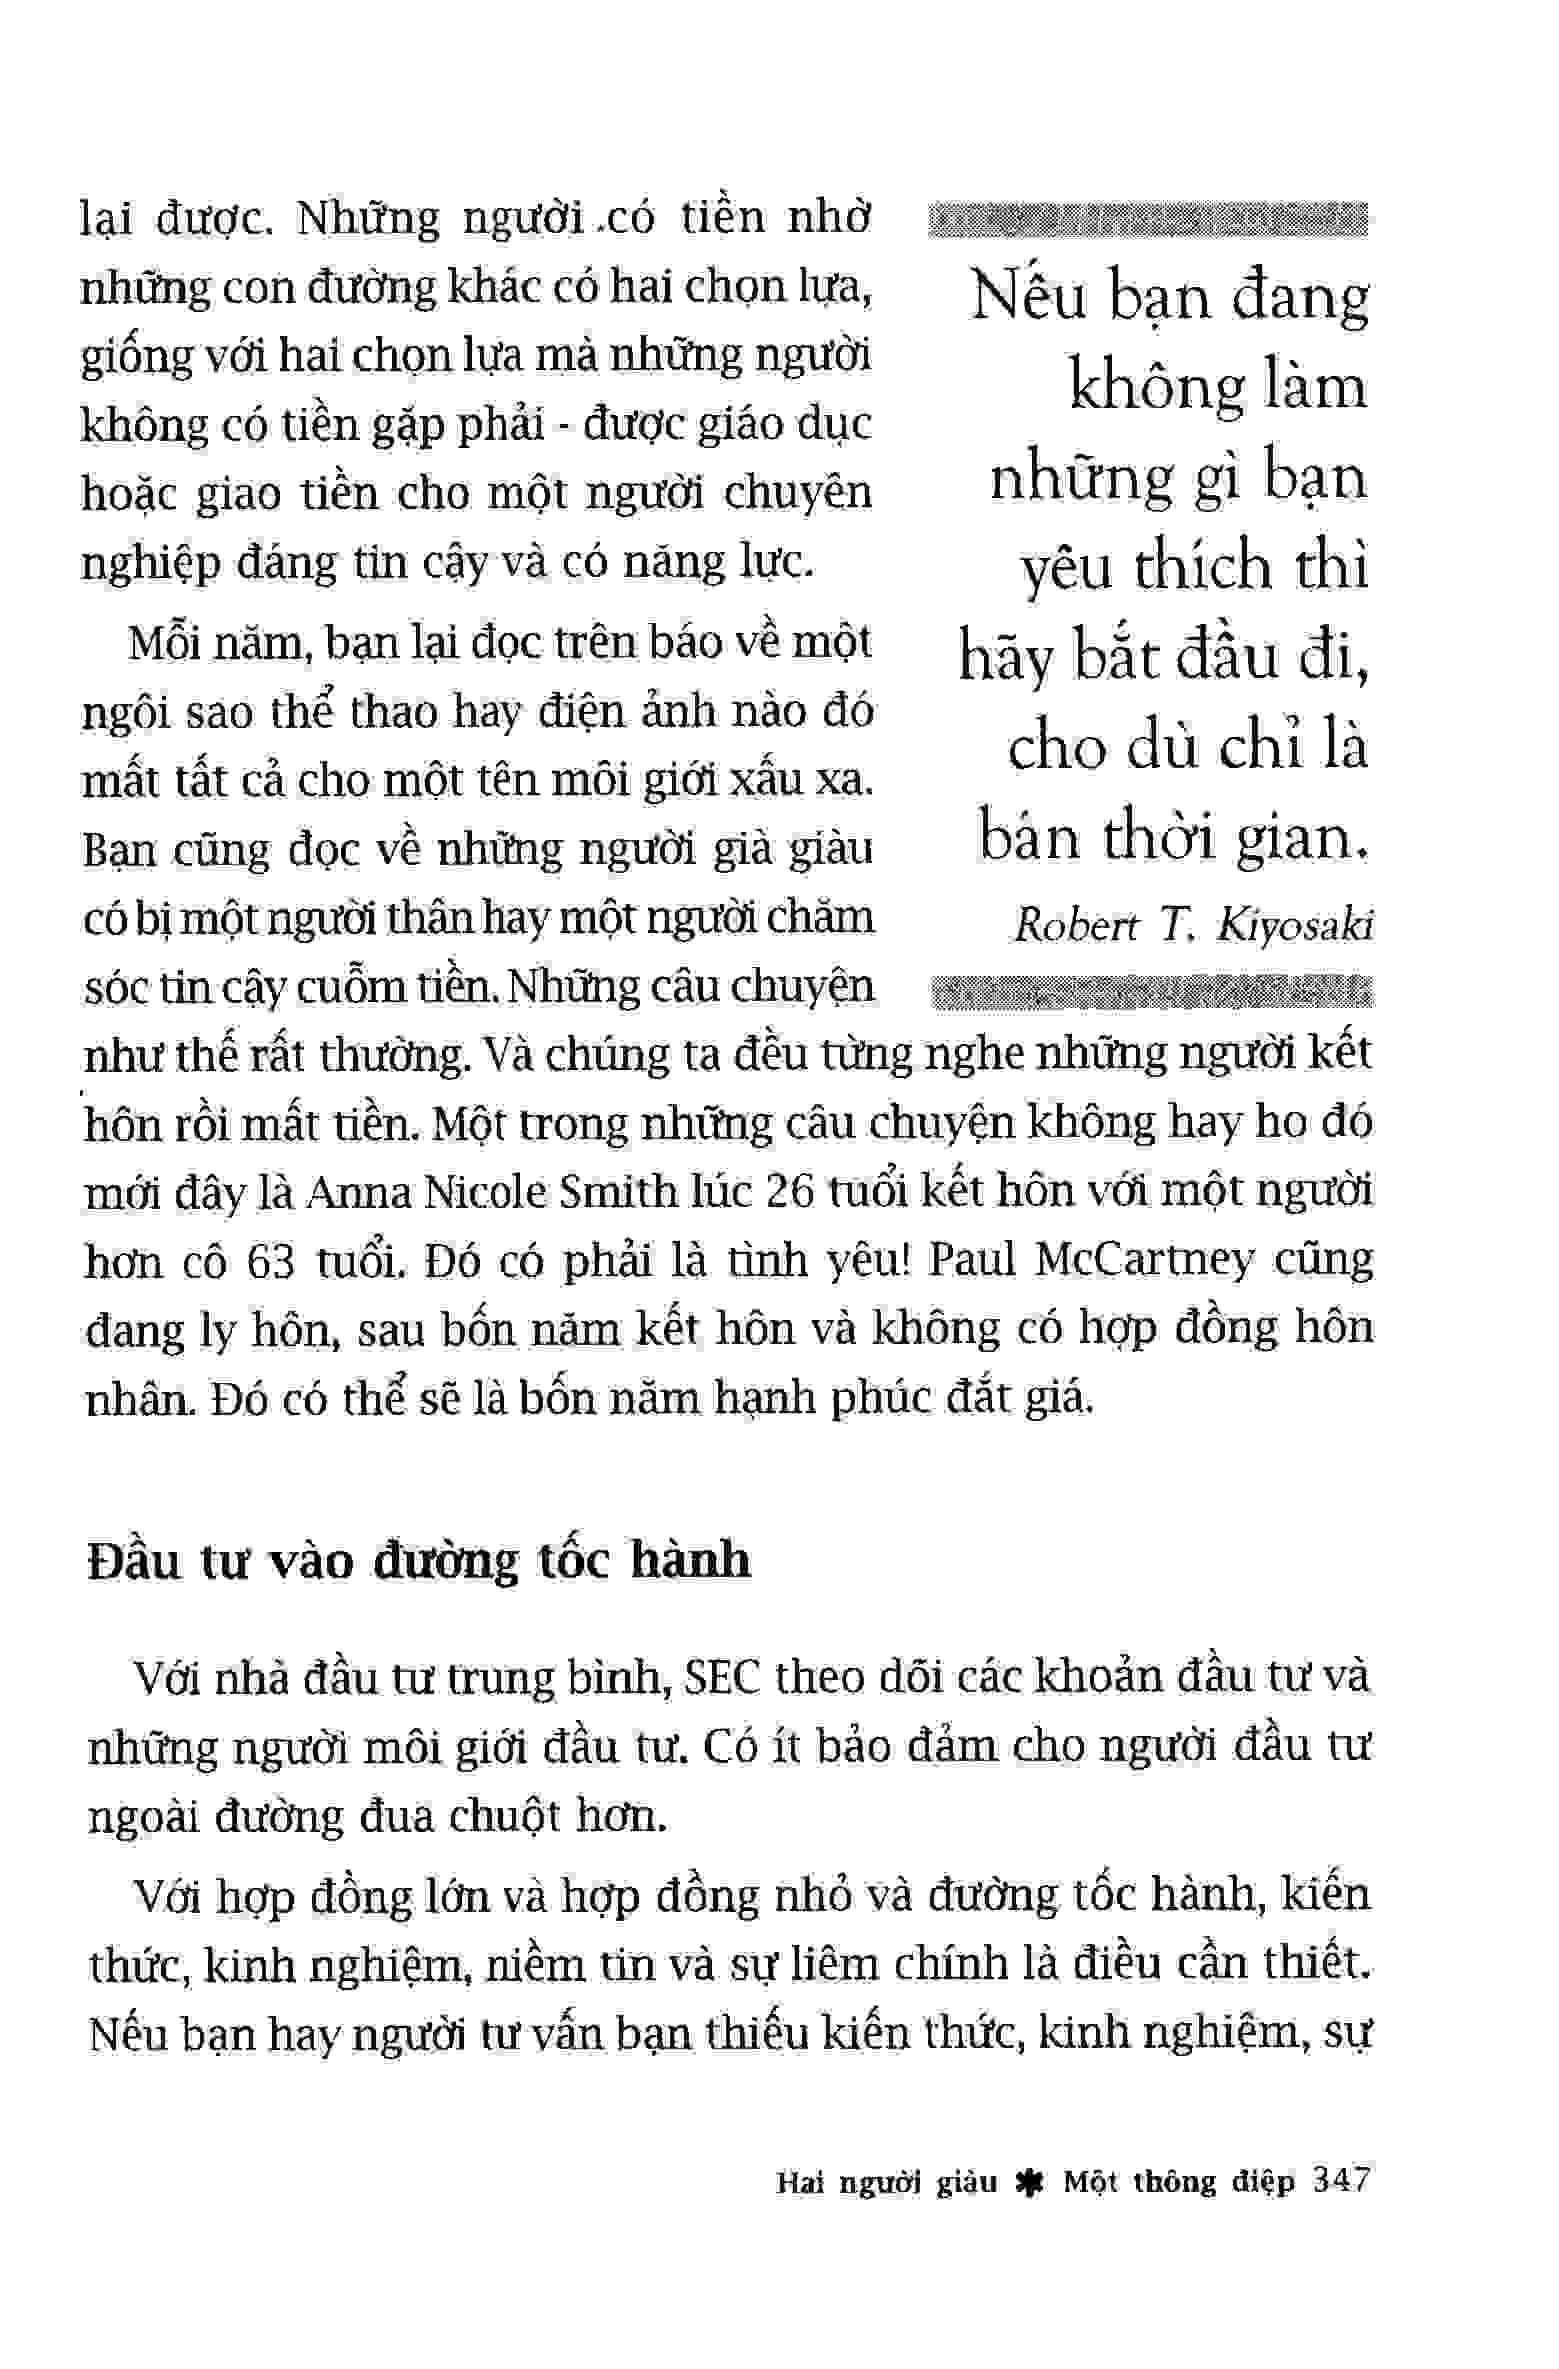 lại được. Những người có tiền nhờ
những con đường khác có hai chọn lựa,
giống với hai chọn lựa mà những người
không có tiền gặp phải - được giáo dục
hoặc giao tiền cho một người chuyên
nghiệp đáng tin cậy và có năng lực.
Mỗi năm, bạn lại đọc trên báo về một
ngôi sao thể thao hay điện ảnh nào đó
mất tất cả cho một tên môi giới xấu xa.
Bạn cũng đọc về những người già giàu
có bị một người thân hay một người chăm
sóc tin cậy cuỗm tiền. Những câu chuyện
Nếu bạn đang
không làm
những gì bạn
yêu thích thì
hãy bắt đầu đi,
cho dù chỉ là
bán thời gian.
Robert T. Kiyosaki
như thế rất thường. Và chúng ta đều từng nghe những người kết
hôn rồi mất tiền. Một trong những câu chuyện không hay ho đó
mới đây là Anna Nicole Smith lúc 26 tuổi kết hôn với một người
hơn cô 63 tuổi. Đó có phải là tình yêu! Paul McCartney cũng
đang ly hôn, sau bốn năm kết hôn và không có hợp đồng hôn
nhân. Đó có thể sẽ là bốn năm hạnh phúc đắt giá.
Đầu tư vào đường tốc hành
Với nhà đầu tư trung bình, SEC theo dõi các khoản đầu tư và
những người môi giới đầu tư. Có ít bảo đảm cho người đầu tư
ngoài đường đua chuột hơn.
Với hợp đồng lớn và hợp đồng nhỏ và đường tốc hành, kiến
thức, kinh nghiệm, niềm tin và sự liêm chính là điều cần thiết.
Nếu bạn hay người tư vấn bạn thiếu kiến thức, kinh nghiệm, sự
Hai người giàu ✱ Một thông điệp 347